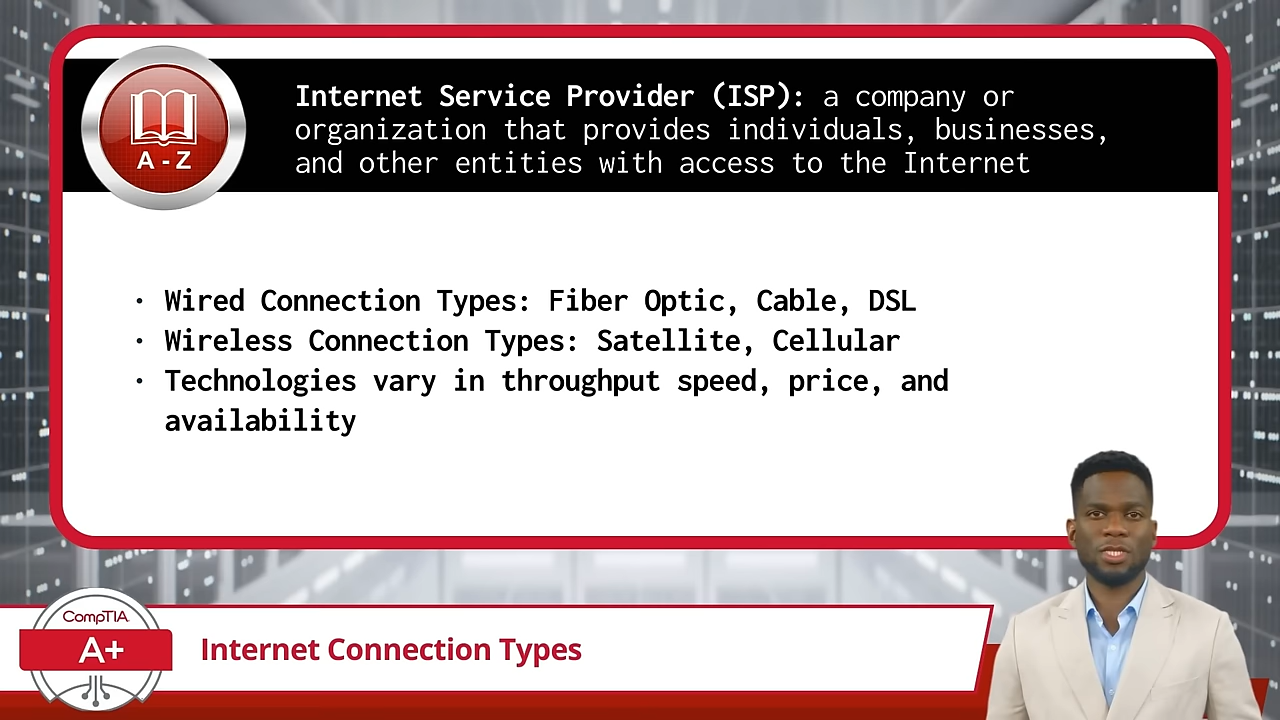 Internet Service Provider (ISP): a company or
organization that provides individuals, businesses,
and other entities with access to the Internet
A - Z
• Wired Connection Types: Fiber Optic, Cable, DSL
• Wireless Connection Types: Satellite, Cellular
• Technologies vary in throughput speed, price, and
availability
CompTIA
A+
Internet Connection Types